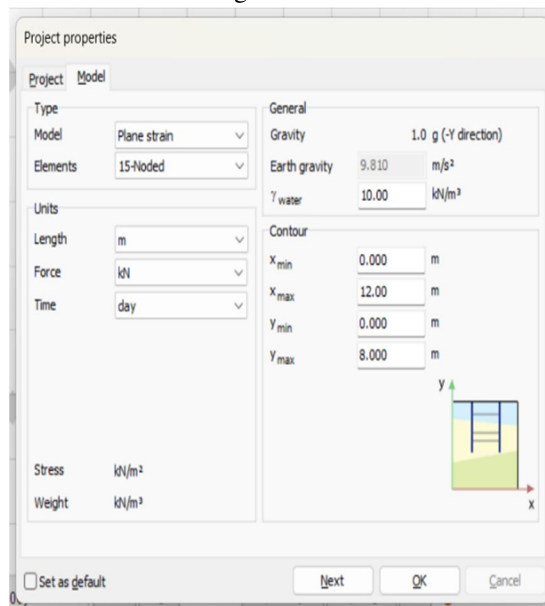 Project properties
Project Model
Type
Model Plane strain
Elements 15-Noded
Units
Length m
Force kN
Time day
Stress kN/m²
Weight kN/m³
General
Gravity 1.0 g (-Y direction)
Earth gravity 9.810 m/s²
γ water 10.00 kN/m³
Contour
x min 0.000 m
x max 12.00 m
y min 0.000 m
y max 8.000 m
y
x
Set as default Next OK Cancel